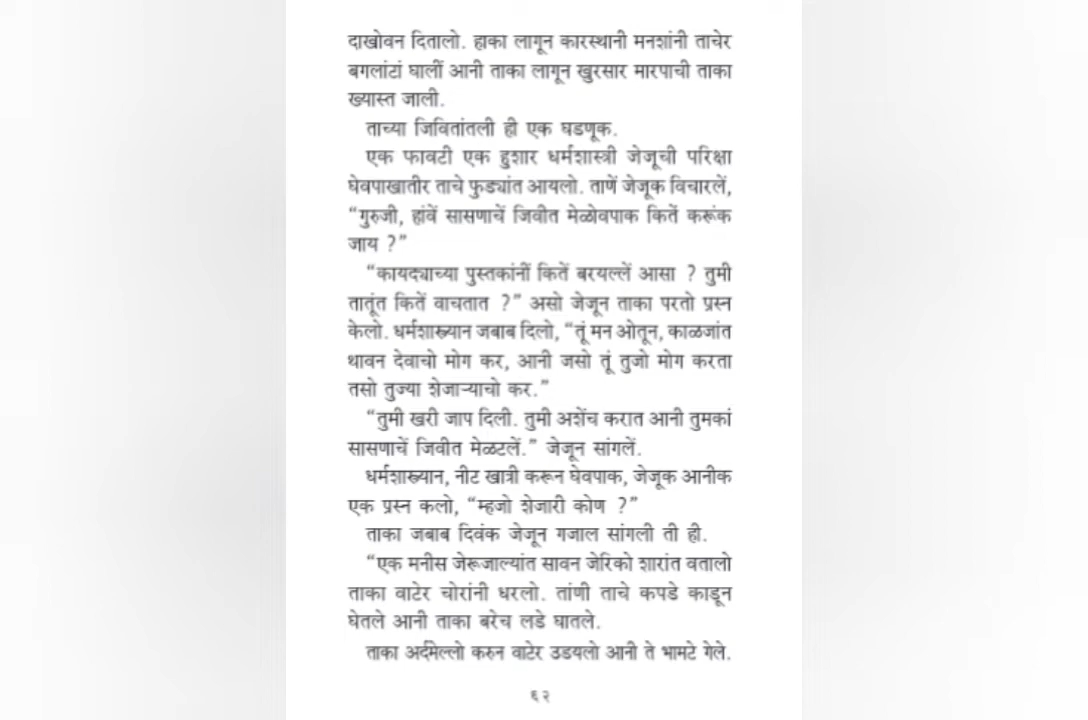 दाखोवन दितालो. हाका लागून कारस्थानी मनशांनी ताचेर
बगलांटां घालीं आनी ताका लागून खुरसार मारपाची ताका
ख्यास्त जाली.
ताच्या जिवितांतली ही एक घडणूक.
एक फावटी एक हुशार धर्मशास्त्री जेजूची परिक्षा
घेवपाखातीर ताचे फुड्यांत आयलो. ताणें जेजूक विचारलें,
“गुरुजी, हांवें सासणाचें जिवीत मेळोवपाक कितें करूंक
जाय ?”
“कायद्याच्या पुस्तकांनीं कितें बरयल्लें आसा ? तुमी
तातूंत कितें वाचतात ?” असो जेजून ताका परतो प्रस्न
केलो. धर्मशास्त्र्यान जबाब दिलो, “तूं मन ओतून, काळजांत
थावन देवाचो मोग कर, आनी जसो तूं तुजो मोग करता
तसो तुज्या शेजाऱ्याचो कर.”
“तुमी खरी जाप दिली. तुमी अशेंच करात आनी तुमकां
सासणाचें जिवीत मेळटलें.” जेजून सांगलें.
धर्मशास्त्र्यान, नीट खात्री करून घेवपाक, जेजूक आनीक
एक प्रस्न कलो, “म्हजो शेजारी कोण ?”
ताका जबाब दिवंक जेजून गजाल सांगली ती ही.
“एक मनीस जेरूजाल्यांत सावन जेरिको शारांत वतालो
ताका वाटेर चोरांनी धरलो. तांणी ताचे कपडे काडून
घेतले आनी ताका बरेच लडे घातले.
ताका अर्दमेल्लो करुन वाटेर उडयलो आनी ते भामटे गेले.
६२